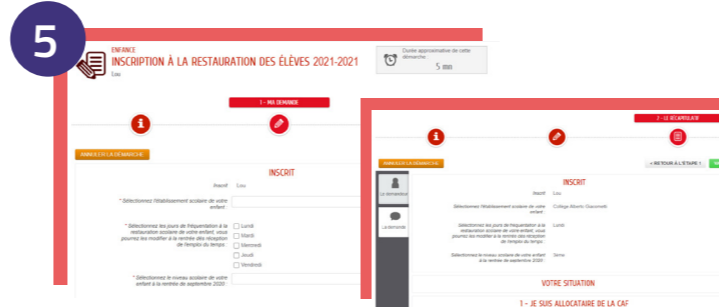 5
ENFANCE
INSCRIPTION À LA RESTAURATION DES ÉLÈVES 2021-2021
Lou
Durée approximative de cette
démarche :
5 mn
1 - MA DEMANDE
ANNULER LA DÉMARCHE
INSCRIT
Inscrit Lou
* Sélectionnez l'établissement scolaire de votre
enfant :
* Sélectionnez les jours de fréquentation à la
restauration scolaire de votre enfant, vous
pourrez les modifier à la rentrée dès réception
de l'emploi du temps :
Lundi
Mardi
Mercredi
Jeudi
Vendredi
* Sélectionnez le niveau scolaire de votre
enfant à la rentrée de septembre 2020 :
2 - LE RÉCAPITULATIF
ANNULER LA DÉMARCHE
< RETOUR À L'ÉTAPE 1
Le demandeur
La demande
INSCRIT
Inscrit Lou
Sélectionnez l'établissement scolaire de votre
enfant :
Collège Alberto Giacometti
Sélectionnez les jours de fréquentation à la
restauration scolaire de votre enfant, vous
pourrez les modifier à la rentrée dès réception
de l'emploi du temps :
Lundi
Sélectionnez le niveau scolaire de votre enfant
à la rentrée de septembre 2020 :
VOTRE SITUATION
1 - JE SUIS ALLOCATAIRE DE LA CAF